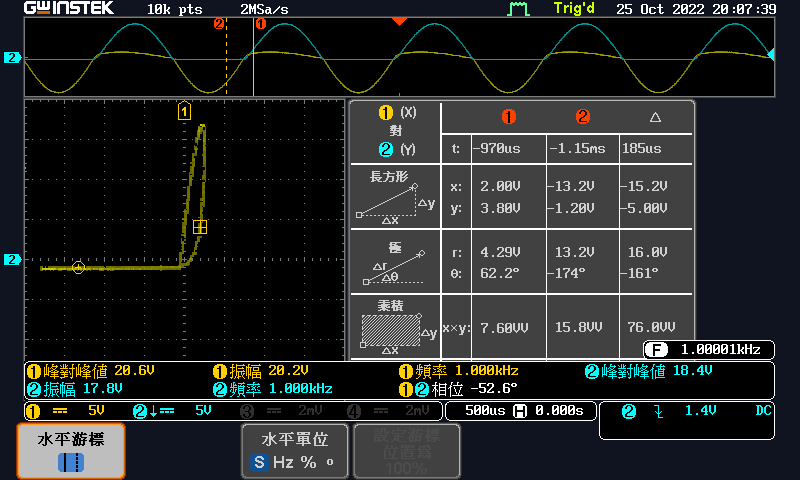 GWINSTEK 10k pts 2MSa/s Trig'd 25 Oct 2022 20:07:39
2 1
2
1
1 (X)
對
2 (Y)
1 2 △
t: -970us -1.15ms 185us
長方形
△y
△x
x: 2.00V -13.2V -15.2V
y: 3.80V -1.20V -5.00V
極
△r
△θ
r: 4.29V 13.2V 16.0V
θ: 62.2° -174° -161°
2
乘積
△y
△x
x×y: 7.60VV 15.8VV 76.0VV
F 1.00001kHz
1 峰對峰值 20.6V 1 振幅 20.2V 1 頻率 1.000kHz 2 峰對峰值 18.4V
2 振幅 17.8V 2 頻率 1.000kHz 1 2 相位 -52.6°
1 5V 2 ↓ 5V 3 2mV 4 2mV 500us H 0.000s 2 1.4V DC
水平游標
水平單位
S Hz % °
設定游標
位置為
100%